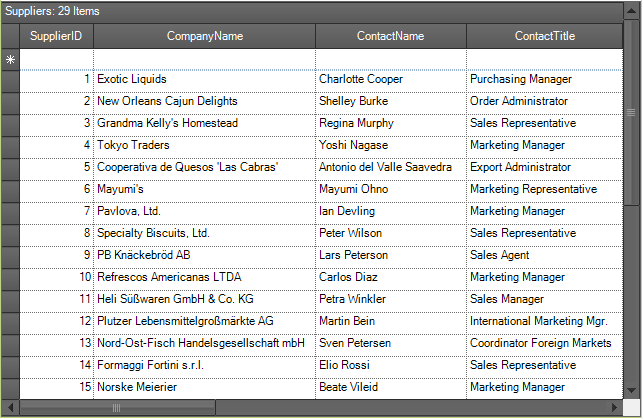 Suppliers: 29 Items
SupplierID CompanyName ContactName ContactTitle
1 Exotic Liquids Charlotte Cooper Purchasing Manager
2 New Orleans Cajun Delights Shelley Burke Order Administrator
3 Grandma Kelly's Homestead Regina Murphy Sales Representative
4 Tokyo Traders Yoshi Nagase Marketing Manager
5 Cooperativa de Quesos 'Las Cabras' Antonio del Valle Saavedra Export Administrator
6 Mayumi's Mayumi Ohno Marketing Representative
7 Pavlova, Ltd. Ian Devling Marketing Manager
8 Specialty Biscuits, Ltd. Peter Wilson Sales Representative
9 PB Knäckebröd AB Lars Peterson Sales Agent
10 Refrescos Americanas LTDA Carlos Diaz Marketing Manager
11 Heli Süßwaren GmbH & Co. KG Petra Winkler Sales Manager
12 Plutzer Lebensmittelgroßmärkte AG Martin Bein International Marketing Mgr.
13 Nord-Ost-Fisch Handelsgesellschaft mbH Sven Petersen Coordinator Foreign Markets
14 Formaggi Fortini s.r.l. Elio Rossi Sales Representative
15 Norske Meierier Beate Vileid Marketing Manager